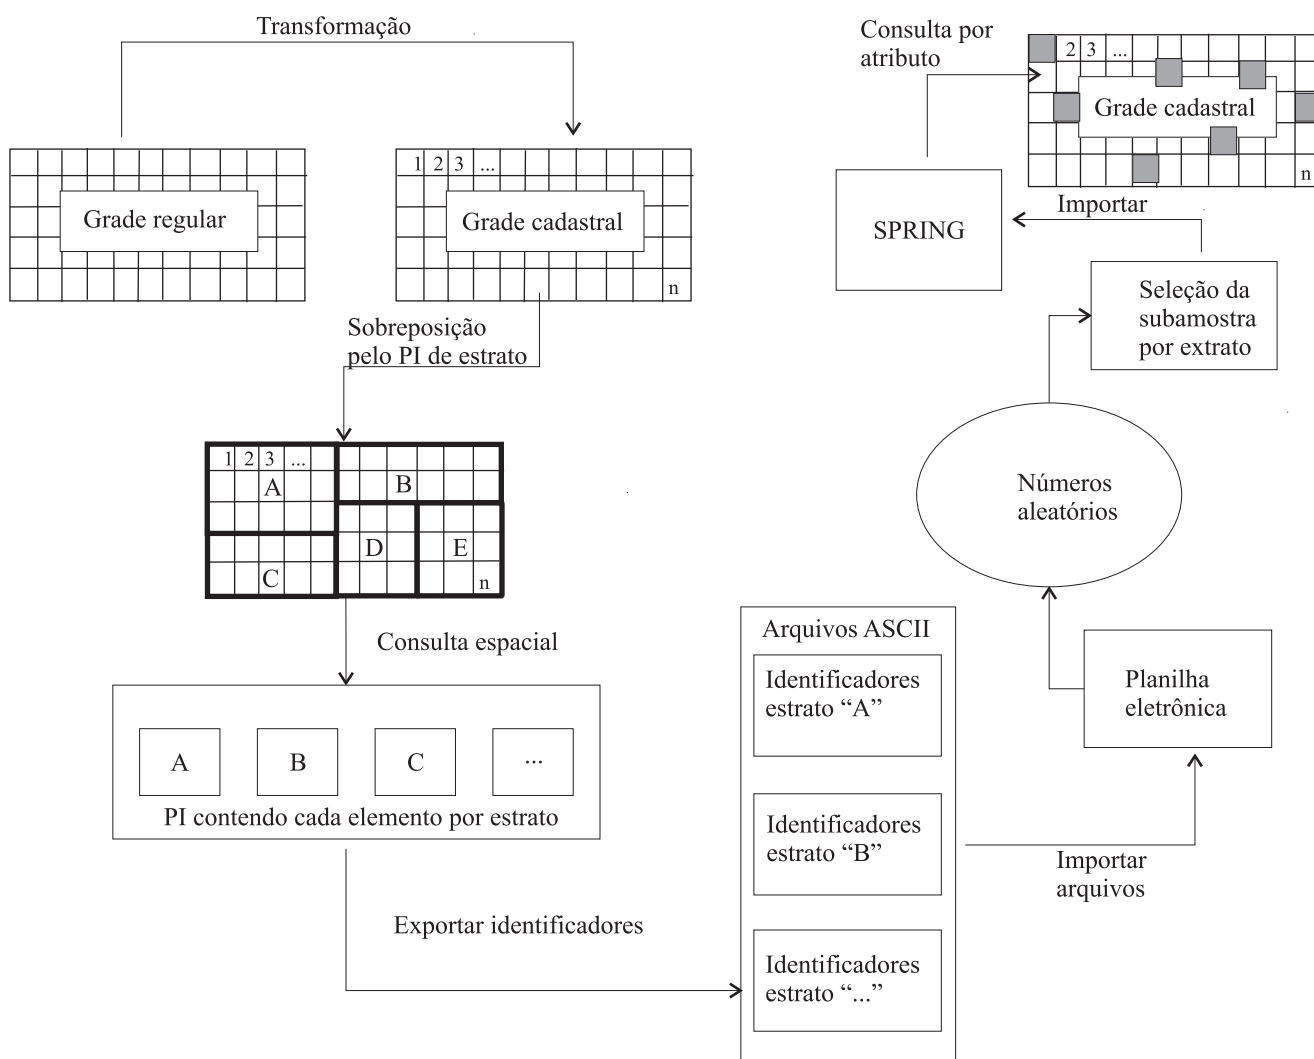 Transformação
Grade regular
1 2 3 ...
Grade cadastral
n
Sobreposição
pelo PI de estrato
1 2 3 ...
A
B
C
D
E
n
Consulta espacial
A
B
C
...
PI contendo cada elemento por estrato
Exportar identificadores
Arquivos ASCII
Identificadores
estrato “A”
Identificadores
estrato “B”
Identificadores
estrato “...”
Importar
arquivos
Planilha
eletrônica
Números
aleatórios
Seleção da
subamostra
por extrato
Importar
SPRING
Consulta por
atributo
2 3 ...
Grade cadastral
n